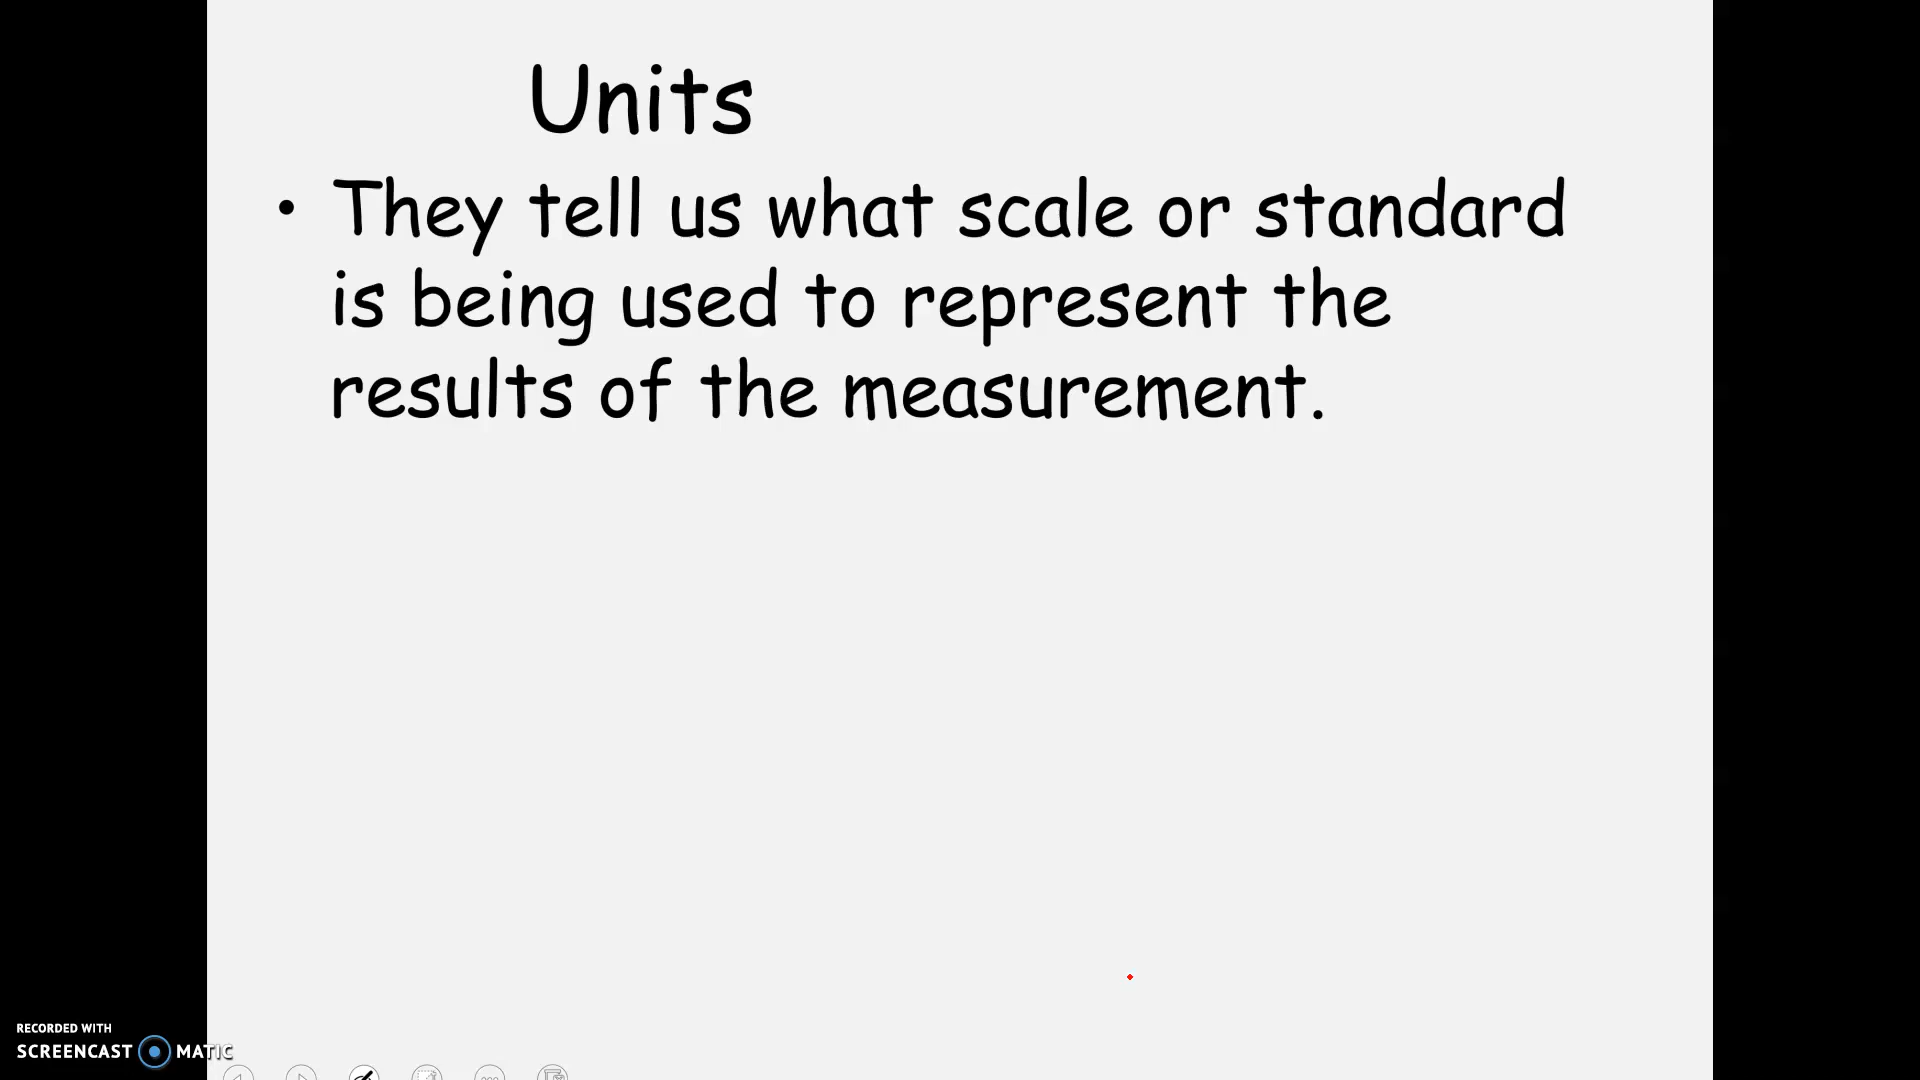 Units
• They tell us what scale or standard
is being used to represent the
results of the measurement.
RECORDED WITH
SCREENCAST MATIC